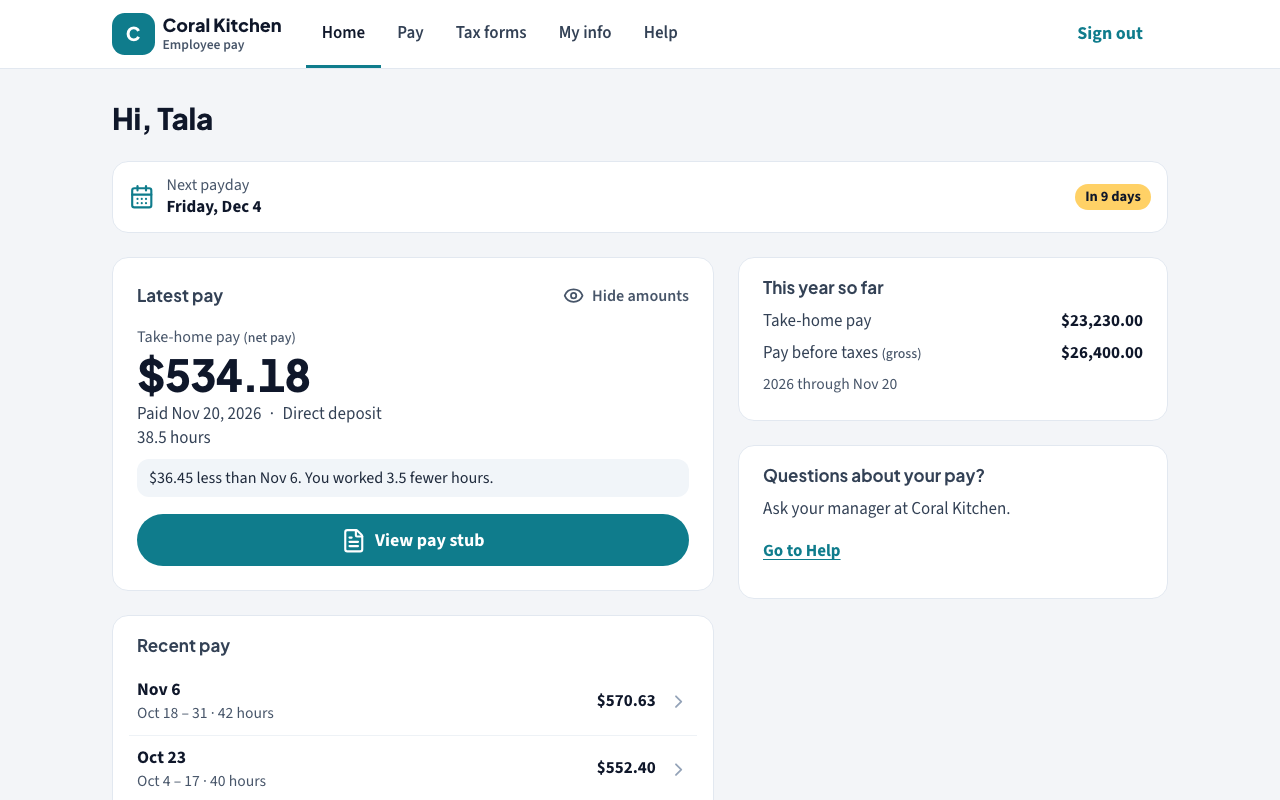 C
Coral Kitchen
Employee pay
Home
Pay
Tax forms
My info
Help
Sign out
Hi, Tala
Next payday
Friday, Dec 4
In 9 days
Latest pay
Hide amounts
Take-home pay (net pay)
$534.18
Paid Nov 20, 2026 · Direct deposit
38.5 hours
$36.45 less than Nov 6. You worked 3.5 fewer hours.
View pay stub
This year so far
Take-home pay $23,230.00
Pay before taxes (gross) $26,400.00
2026 through Nov 20
Questions about your pay?
Ask your manager at Coral Kitchen.
Go to Help
Recent pay
Nov 6
Oct 18 – 31 · 42 hours
$570.63
Oct 23
Oct 4 – 17 · 40 hours
$552.40